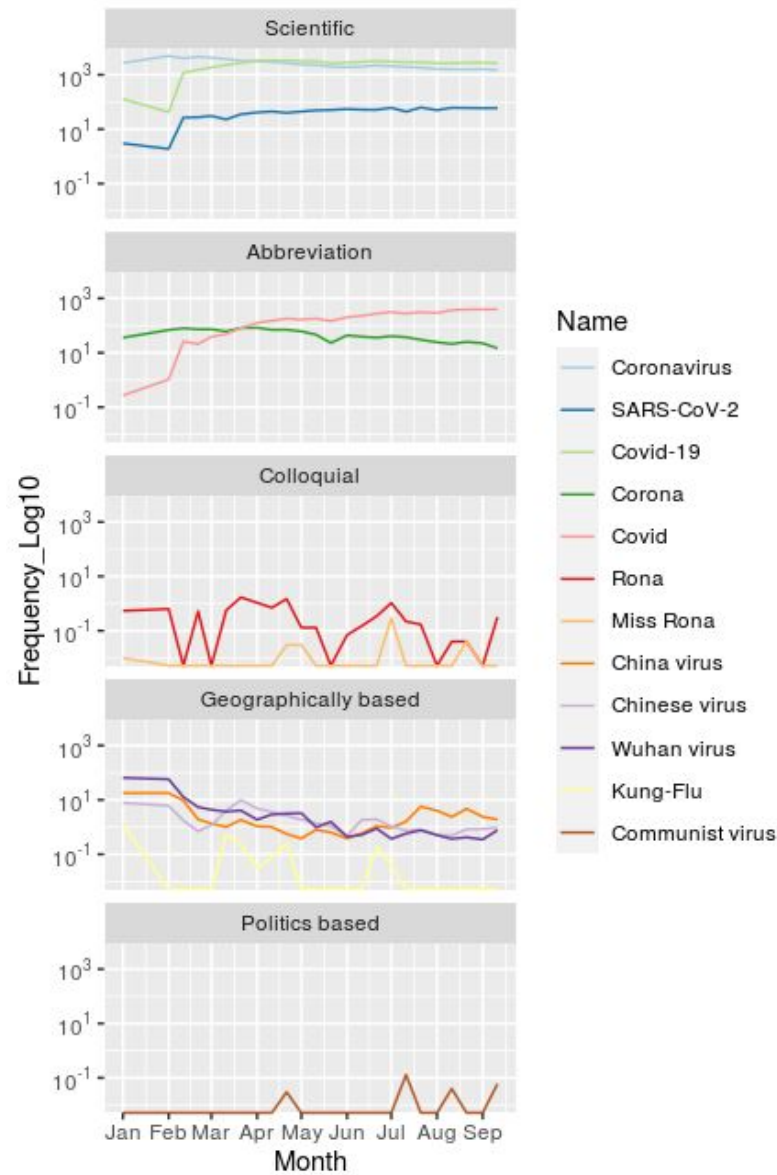 Scientific
10^3
10^1
10^-1
Abbreviation
10^3
10^1
10^-1
Colloquial
10^3
10^1
10^-1
Geographically based
10^3
10^1
10^-1
Politics based
10^3
10^1
10^-1
Frequency_Log10
Jan Feb Mar Apr May Jun Jul Aug Sep
Month
Name
Coronavirus
SARS-CoV-2
Covid-19
Corona
Covid
Rona
Miss Rona
China virus
Chinese virus
Wuhan virus
Kung-Flu
Communist virus